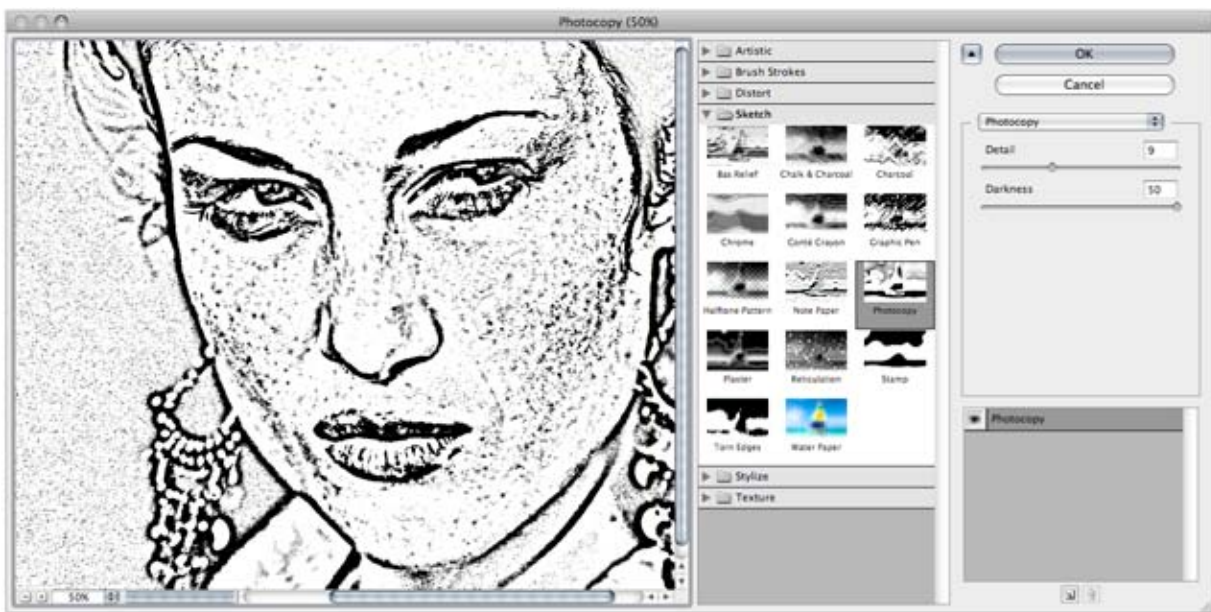 Photocopy (50%)
Artistic
Brush Strokes
Distort
Sketch
Bas Relief
Chalk & Charcoal
Charcoal
Chrome
Conté Crayon
Graphic Pen
Halftone Pattern
Note Paper
Photocopy
Plaster
Reticulation
Stamp
Torn Edges
Water Paper
Stylize
Texture
OK
Cancel
Photocopy
Detail
9
Darkness
50
Photocopy
50%